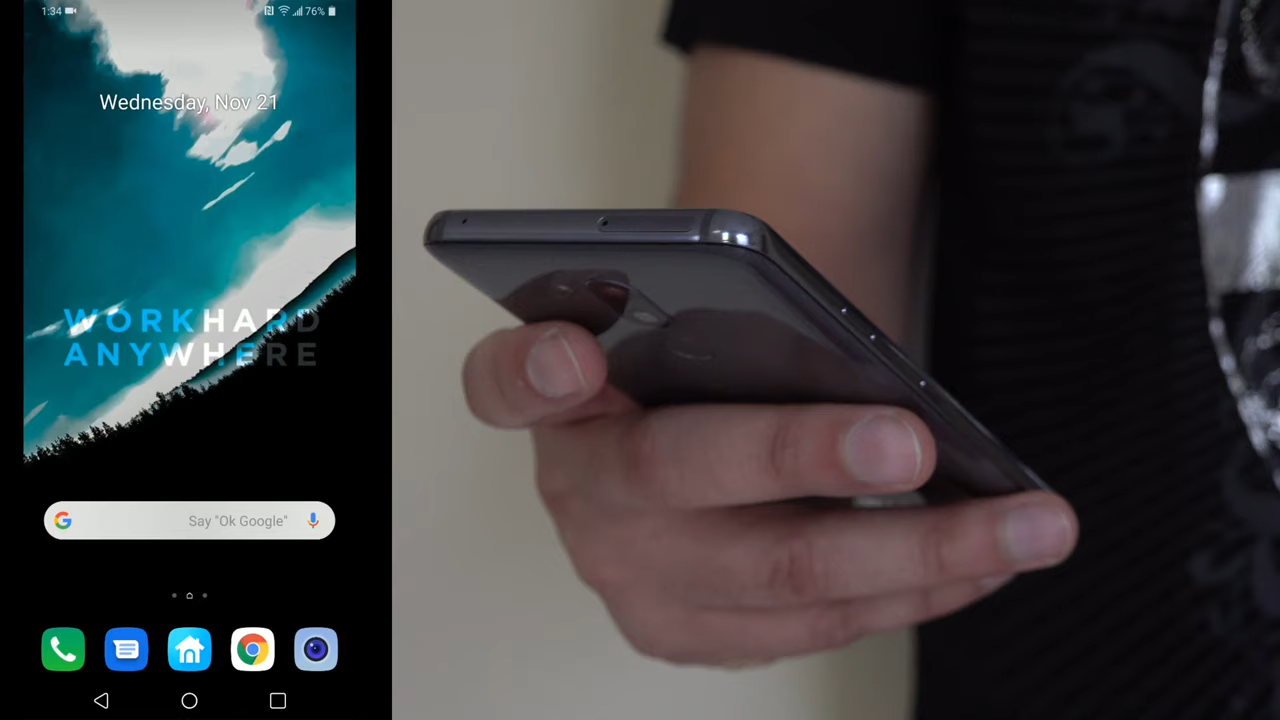 1:34 76%
Wednesday, Nov 21
WORKHARD
ANYWHERE
Say "Ok Google"